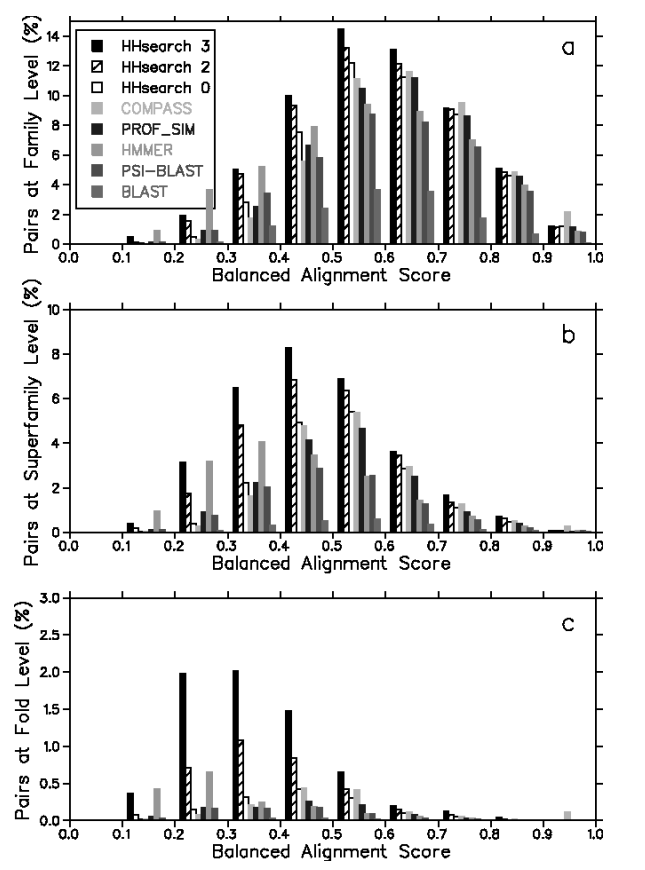 a
HHsearch 3
HHsearch 2
HHsearch 0
COMPASS
PROF_SIM
HMMER
PSI-BLAST
BLAST
Pairs at Family Level (%)
14
12
10
8
6
4
2
0
0.0 0.1 0.2 0.3 0.4 0.5 0.6 0.7 0.8 0.9 1.0
Balanced Alignment Score
b
Pairs at Superfamily Level (%)
10
8
6
4
2
0
0.0 0.1 0.2 0.3 0.4 0.5 0.6 0.7 0.8 0.9 1.0
Balanced Alignment Score
c
Pairs at Fold Level (%)
3.0
2.5
2.0
1.5
1.0
0.5
0.0
0.0 0.1 0.2 0.3 0.4 0.5 0.6 0.7 0.8 0.9 1.0
Balanced Alignment Score